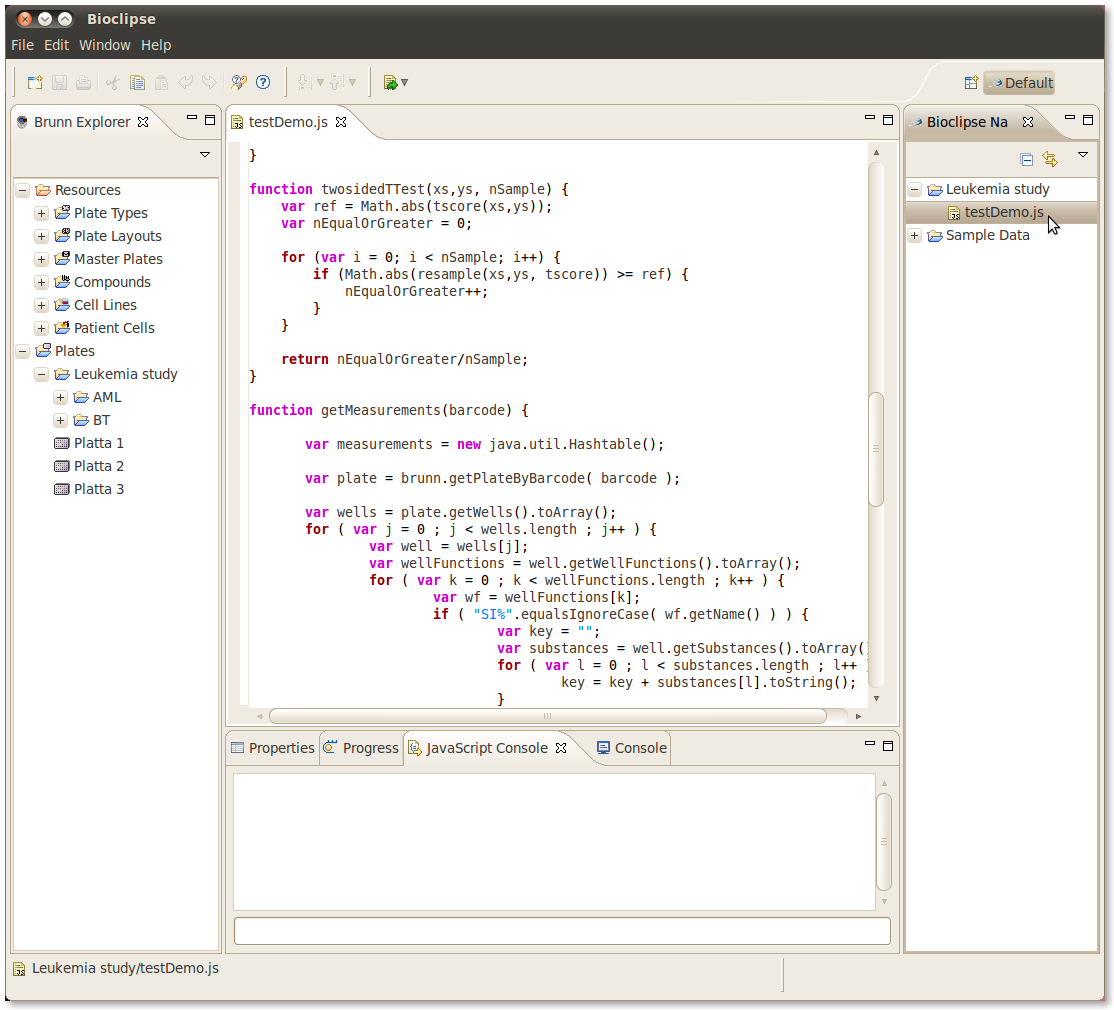 Bioclipse
File Edit Window Help
Default
Brunn Explorer
Resources
Plate Types
Plate Layouts
Master Plates
Compounds
Cell Lines
Patient Cells
Plates
Leukemia study
AML
BT
Platta 1
Platta 2
Platta 3
testDemo.js
}
function twosidedTTest(xs,ys, nSample) {
var ref = Math.abs(tscore(xs,ys));
var nEqualOrGreater = 0;
for (var i = 0; i < nSample; i++) {
if (Math.abs(resample(xs,ys, tscore)) >= ref) {
nEqualOrGreater++;
}
}
return nEqualOrGreater/nSample;
}
function getMeasurements(barcode) {
var measurements = new java.util.Hashtable();
var plate = brunn.getPlateByBarcode( barcode );
var wells = plate.getWells().toArray();
for ( var j = 0 ; j < wells.length ; j++ ) {
var well = wells[j];
var wellFunctions = well.getWellFunctions().toArray();
for ( var k = 0 ; k < wellFunctions.length ; k++ ) {
var wf = wellFunctions[k];
if ( "SI%".equalsIgnoreCase( wf.getName() ) ) {
var key = "";
var substances = well.getSubstances().toArray(
for ( var l = 0 ; l < substances.length ; l++
key = key + substances[l].toString();
}
Properties Progress JavaScript Console Console
Bioclipse Na
Leukemia study
testDemo.js
Sample Data
Leukemia study/testDemo.js